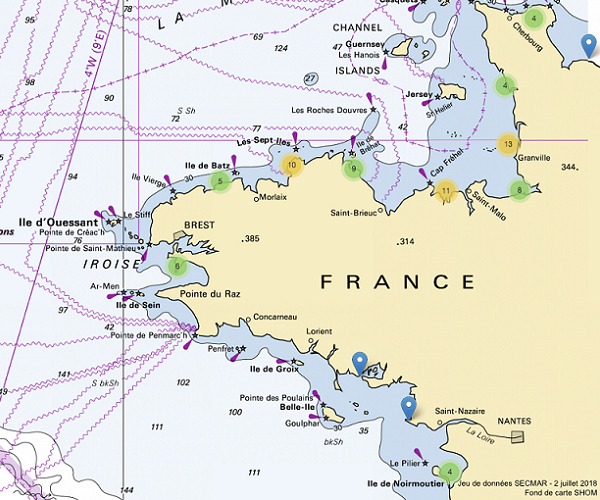 L A M
Casquets
CHANNEL
Guernsey
Les Hanois
ISLANDS
Cherbourg
4
69
95
124
47
98
4°W (9'E)
27
90
Jersey
St Helier
4
S Sh
72
Les Roches Douvres
105
42
77
Les Sept-Iles
Ile de Bréhat
13
Granville
Ile de Batz
10
9
Cap Fréhel
344.
94
Ile Vierge
30
5
11
8
Morlaix
Saint-Malo
Le Stiff
Saint-Brieuc
Ile d'Ouessant
BREST
ons
Pointe de Créac'h
76
.385
.314
Pointe de Saint-Mathieu
IROISE
6
FRANCE
Ar-Men
Pointe du Raz
Ile de Sein
97
42
Concarneau
Pointe de Penmarc'h
Lorient
Penfret
Ile de Groix
141
S bkSh
102
Pointe des Poulains
100
Belle-Ile
Saint-Nazaire
Goulphar
30
35
NANTES
149
111
bkSh
La Loire
Le Pilier
111
4
144
Ile de Noirmoutier
Jeu de données SECMAR - 2 juillet 2018
Fond de carte SHOM